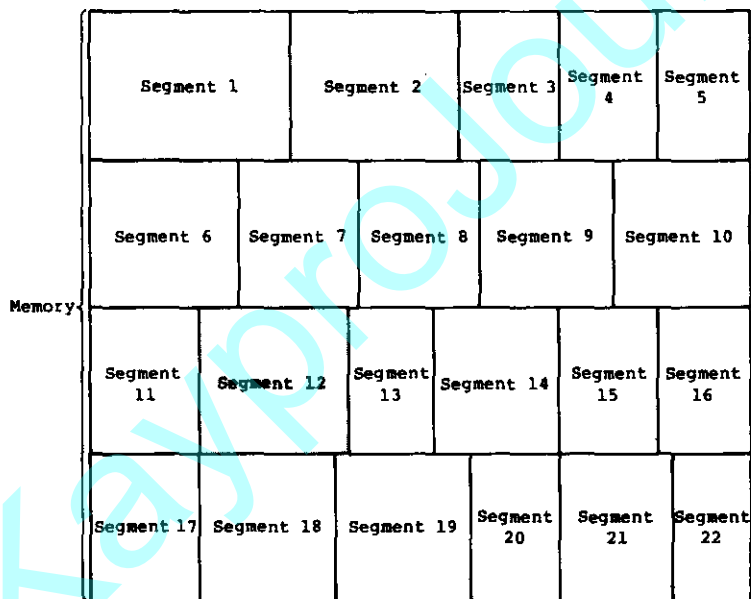 Segment 1
Segment 2
Segment 3
Segment
4
Segment
5
Segment 6
Segment 7
Segment 8
Segment 9
Segment 10
Memory
Segment
11
Segment 12
Segment
13
Segment 14
Segment
15
Segment
16
Segment 17
Segment 18
Segment 19
Segment
20
Segment
21
Segment
22
KayproJou